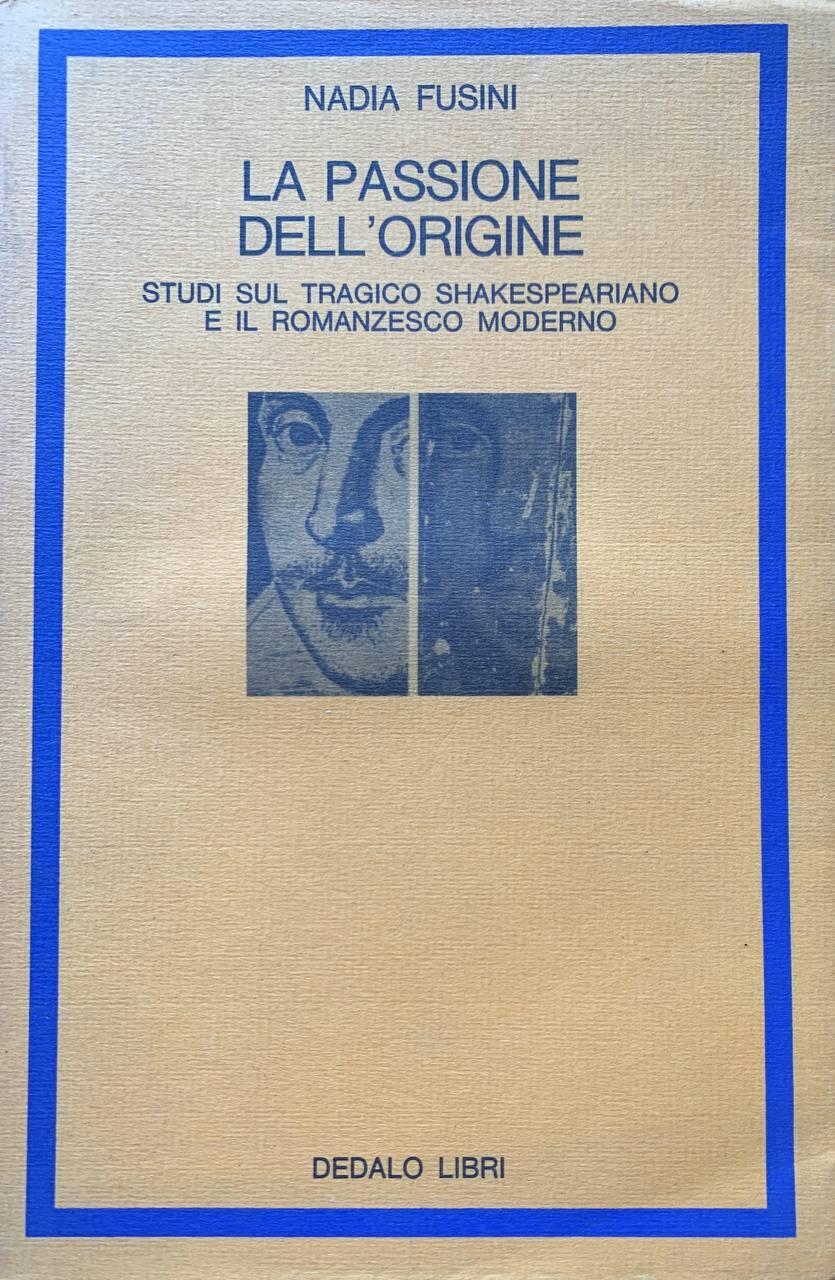 NADIA FUSINI
LA PASSIONE
DELL'ORIGINE
STUDI SUL TRAGICO SHAKESPEARIANO
E IL ROMANZESCO MODERNO
DEDALO LIBRI